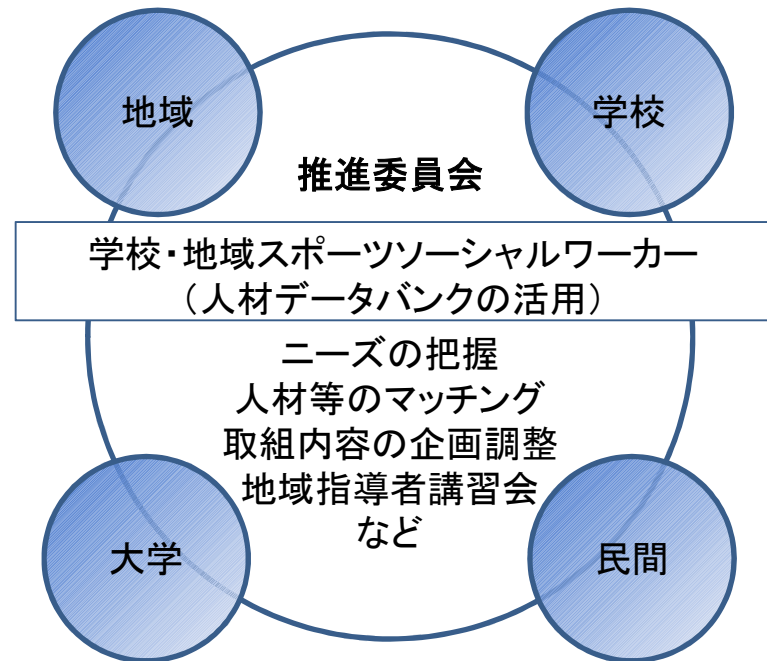 地域
学校
推進委員会
学校・地域スポーツソーシャルワーカー
（人材データバンクの活用）
ニーズの把握
人材等のマッチング
取組内容の企画調整
地域指導者講習会
など
大学
民間